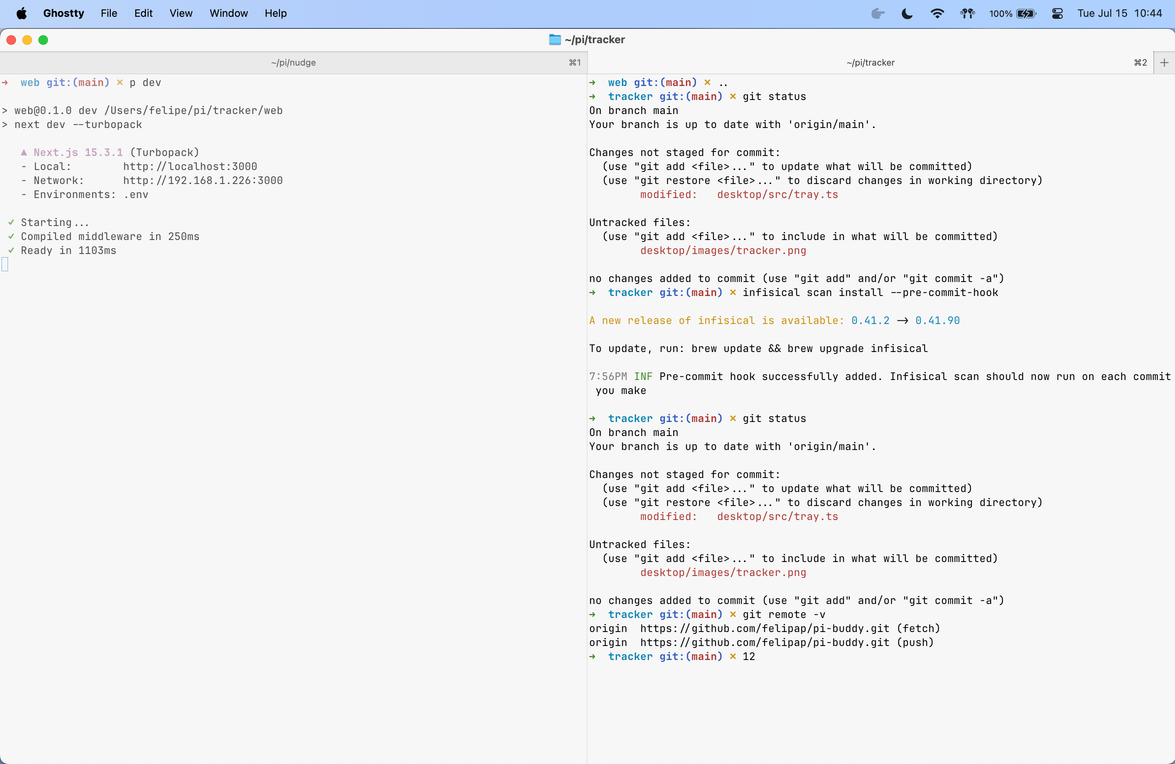 Ghostty File Edit View Window Help 100% Tue Jul 15 10:44
~/pi/tracker
~/pi/nudge ⌘1
~/pi/tracker ⌘2 +
→ web git:(main) × p dev

> web@0.1.0 dev /Users/felipe/pi/tracker/web
> next dev --turbopack

▲ Next.js 15.3.1 (Turbopack)
- Local: http://localhost:3000
- Network: http://192.168.1.226:3000
- Environments: .env

✓ Starting...
✓ Compiled middleware in 250ms
✓ Ready in 1103ms

→ web git:(main) × ..
→ tracker git:(main) × git status
On branch main
Your branch is up to date with 'origin/main'.

Changes not staged for commit:
(use "git add <file>..." to update what will be committed)
(use "git restore <file>..." to discard changes in working directory)
modified: desktop/src/tray.ts

Untracked files:
(use "git add <file>..." to include in what will be committed)
desktop/images/tracker.png

no changes added to commit (use "git add" and/or "git commit -a")
→ tracker git:(main) × infisical scan install --pre-commit-hook

A new release of infisical is available: 0.41.2 → 0.41.90

To update, run: brew update && brew upgrade infisical

7:56PM INF Pre-commit hook successfully added. Infisical scan should now run on each commit
you make

→ tracker git:(main) × git status
On branch main
Your branch is up to date with 'origin/main'.

Changes not staged for commit:
(use "git add <file>..." to update what will be committed)
(use "git restore <file>..." to discard changes in working directory)
modified: desktop/src/tray.ts

Untracked files:
(use "git add <file>..." to include in what will be committed)
desktop/images/tracker.png

no changes added to commit (use "git add" and/or "git commit -a")
→ tracker git:(main) × git remote -v
origin https://github.com/felipap/pi-buddy.git (fetch)
origin https://github.com/felipap/pi-buddy.git (push)
→ tracker git:(main) × 12